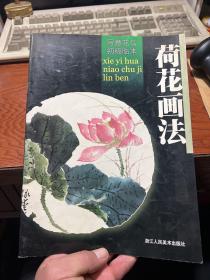 写意花鸟
初级临本
xie yi hua
niao chu ji
lin ben
荷花画法
浙江人民美术出版社